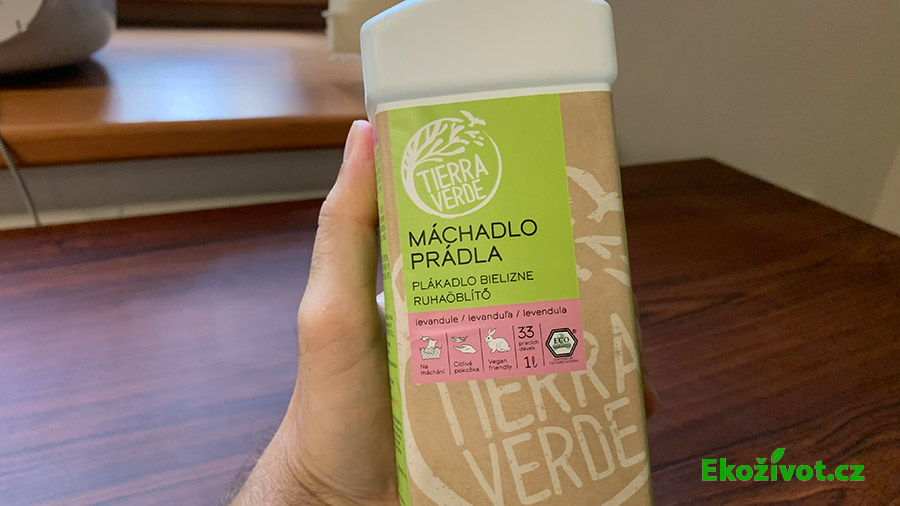 TIERRA
VERDE
MÁCHADLO
PRÁDLA
PLÁKADLO BIELIZNE
RUHAÖBLÍTŐ
levandule / levanduľa / levendula
Na
máchání
Citlivá
pokožka
Vegan
friendly
33
pracích
dávek
1l
ECO
TIERRA
VERDE
Ekoživot.cz